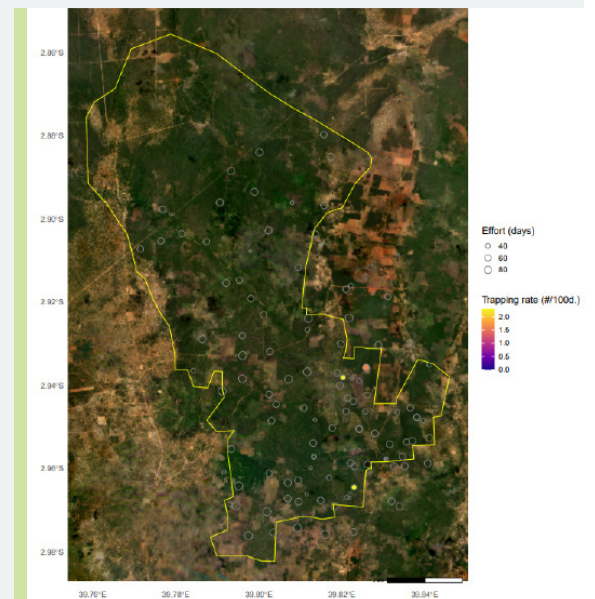 2.86°S
2.88°S
2.90°S
2.92°S
2.94°S
2.96°S
2.98°S
39.76°E 39.78°E 39.80°E 39.82°E 39.84°E
Effort (days)
40
60
80
Trapping rate (#/100d.)
2.0
1.5
1.0
0.5
0.0